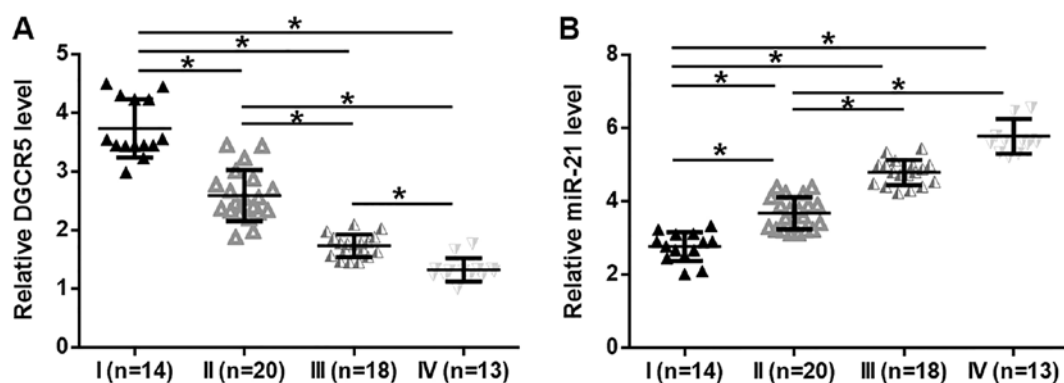 A
Relative DGCR5 level
5
4
3
2
1
0
*
*
*
*
*
*
I (n=14)
II (n=20)
III (n=18)
IV (n=13)
B
Relative miR-21 level
8
6
4
2
0
*
*
*
*
*
*
I (n=14)
II (n=20)
III (n=18)
IV (n=13)